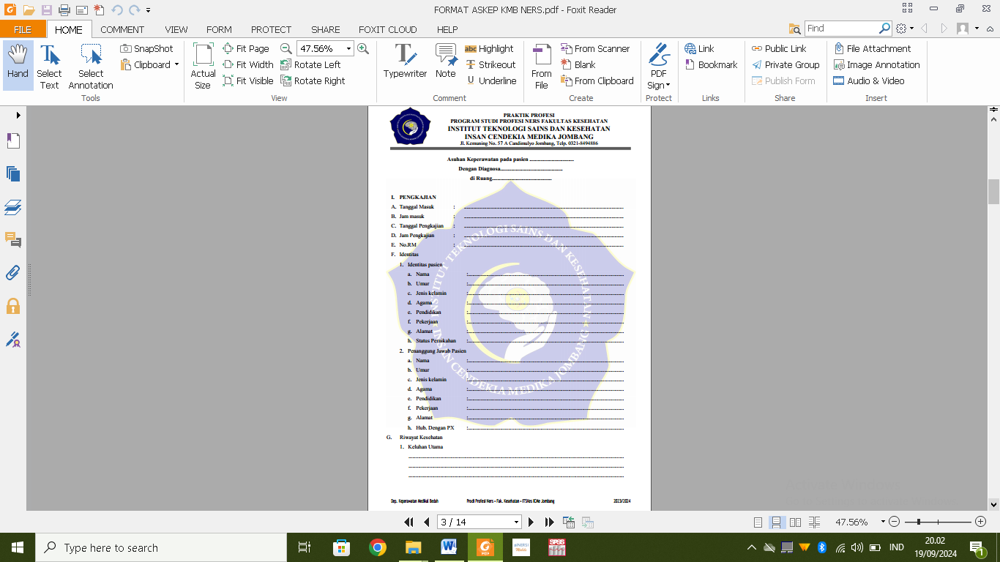 FORMAT ASKEP KMB NERS.pdf - Foxit Reader
FILE HOME COMMENT VIEW FORM PROTECT SHARE FOXIT CLOUD HELP Find
SnapShot Fit Page 47.56% Highlight From Scanner Link Public Link File Attachment
Clipboard Fit Width Rotate Left Strikeout Blank Bookmark Private Group Image Annotation
Hand Select Text Select Annotation Actual Size Fit Visible Rotate Right Typewriter Note Underline From File From Clipboard PDF Sign Publish Form Audio & Video
Tools View Comment Create Protect Links Share Insert
PRAKTIK PROFESI
PROGRAM STUDI PROFESI NERS FAKULTAS KESEHATAN
INSTITUT TEKNOLOGI SAINS DAN KESEHATAN
INSAN CENDEKIA MEDIKA JOMBANG
Jl. Kemuning No. 57 A Candimulyo Jombang, Telp. 0321-8494886
Asuhan Keperawatan pada pasien ................................
Dengan Diagnosa.............................................
di Ruang...........................................
I. PENGKAJIAN
A. Tanggal Masuk :
B. Jam masuk :
C. Tanggal Pengkajian :
D. Jam Pengkajian :
E. No.RM :
F. Identitas
1. Identitas pasien
a. Nama :
b. Umur :
c. Jenis kelamin :
d. Agama :
e. Pendidikan :
f. Pekerjaan :
g. Alamat :
h. Status Pernikahan :
2. Penanggung Jawab Pasien
a. Nama :
b. Umur :
c. Jenis kelamin :
d. Agama :
e. Pendidikan :
f. Pekerjaan :
g. Alamat :
h. Hub. Dengan PX :
G. Riwayat Kesehatan
1. Keluhan Utama
INSTITUT TEKNOLOGI SAINS DAN KESEHATAN
INSAN CENDEKIA MEDIKA JOMBANG
Dep. Keperawatan Medikal Bedah Prodi Profesi Ners • Fak. Kesehatan • ITSKes ICMe Jombang 2023/2024
3 / 14 47.56%
Type here to search IND 20.02
19/09/2024